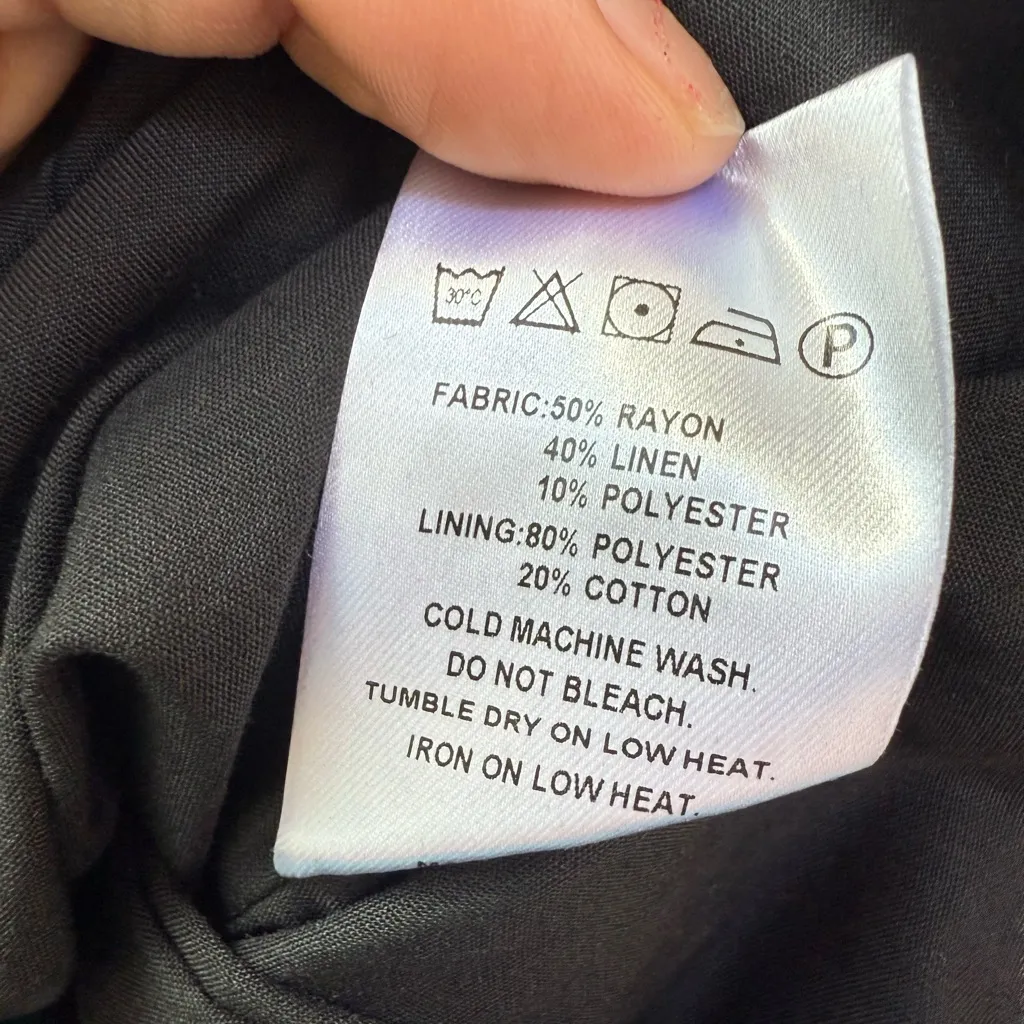 30°C
P
FABRIC:50% RAYON
40% LINEN
10% POLYESTER
LINING:80% POLYESTER
20% COTTON
COLD MACHINE WASH.
DO NOT BLEACH.
TUMBLE DRY ON LOW HEAT.
IRON ON LOW HEAT.